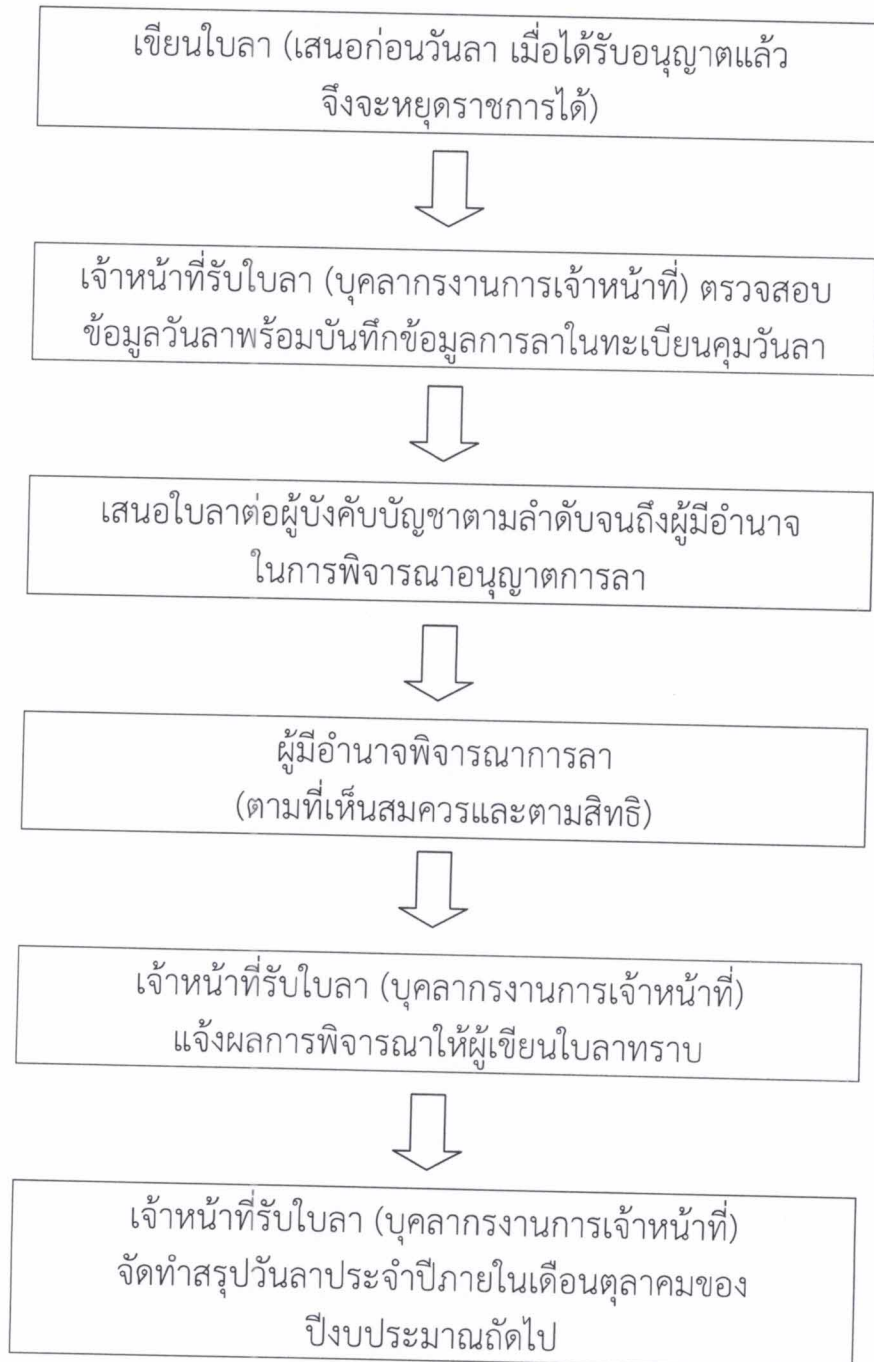 เขียนใบลา (เสนอก่อนวันลา เมื่อได้รับอนุญาตแล้ว
จึงจะหยุดราชการได้)
เจ้าหน้าที่รับใบลา (บุคลากรงานการเจ้าหน้าที่) ตรวจสอบ
ข้อมูลวันลาพร้อมบันทึกข้อมูลการลาในทะเบียนคุมวันลา
เสนอใบลาต่อผู้บังคับบัญชาตามลำดับจนถึงผู้มีอำนาจ
ในการพิจารณาอนุญาตการลา
ผู้มีอำนาจพิจารณาการลา
(ตามที่เห็นสมควรและตามสิทธิ)
เจ้าหน้าที่รับใบลา (บุคลากรงานการเจ้าหน้าที่)
แจ้งผลการพิจารณาให้ผู้เขียนใบลาทราบ
เจ้าหน้าที่รับใบลา (บุคลากรงานการเจ้าหน้าที่)
จัดทำสรุปวันลาประจำปีภายในเดือนตุลาคมของ
ปีงบประมาณถัดไป